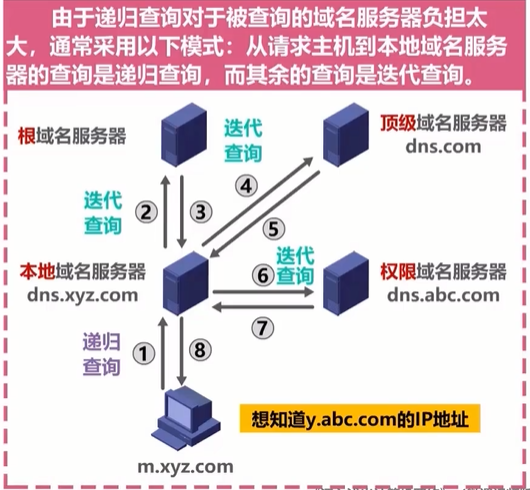 由于递归查询对于被查询的域名服务器负担太
大，通常采用以下模式：从请求主机到本地域名服务
器的查询是递归查询，而其余的查询是迭代查询。
根域名服务器
迭代
查询
顶级域名服务器
dns.com
迭代
查询
②
③
④
⑤
本地域名服务器
dns.xyz.com
迭代
查询
⑥
⑦
权限域名服务器
dns.abc.com
递归
查询
①
⑧
想知道y.abc.com的IP地址
m.xyz.com